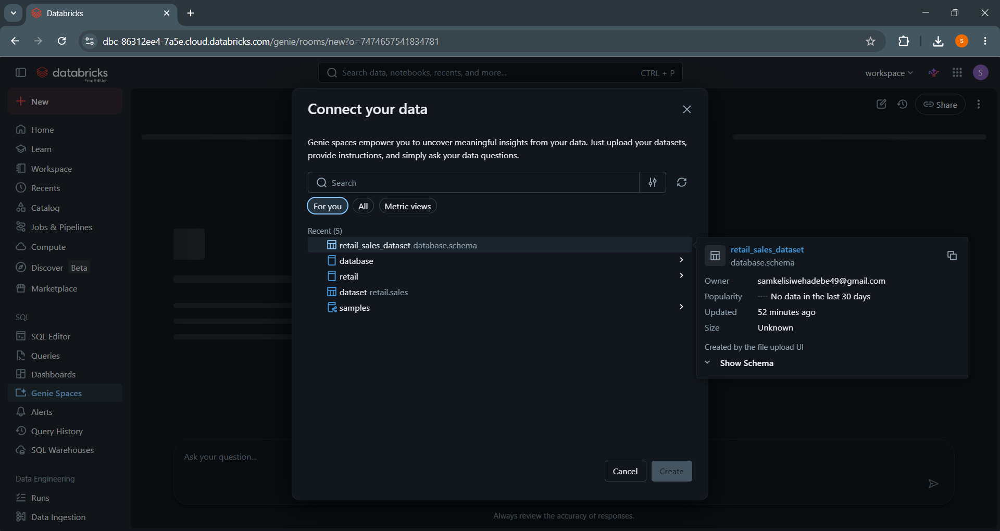 Databricks
dbc-86312ee4-7a5e.cloud.databricks.com/genie/rooms/new?o=7474657541834781
S
databricks
Free Edition
Search data, notebooks, recents, and more...
CTRL + P
workspace
S
New
Share
Home
Learn
Workspace
Recents
Catalog
Jobs & Pipelines
Compute
Discover Beta
Marketplace
SQL
SQL Editor
Queries
Dashboards
Genie Spaces
Alerts
Query History
SQL Warehouses
Data Engineering
Runs
Data Ingestion
Connect your data
Genie spaces empower you to uncover meaningful insights from your data. Just upload your datasets,
provide instructions, and simply ask your data questions.
Search
For you
All
Metric views
Recent (5)
retail_sales_dataset database.schema
database
retail
dataset retail.sales
samples
Cancel
Create
retail_sales_dataset
database.schema
Owner samkelisiwehadebe49@gmail.com
Popularity No data in the last 30 days
Updated 52 minutes ago
Size Unknown
Created by the file upload UI
Show Schema
Ask your question...
Always review the accuracy of responses.